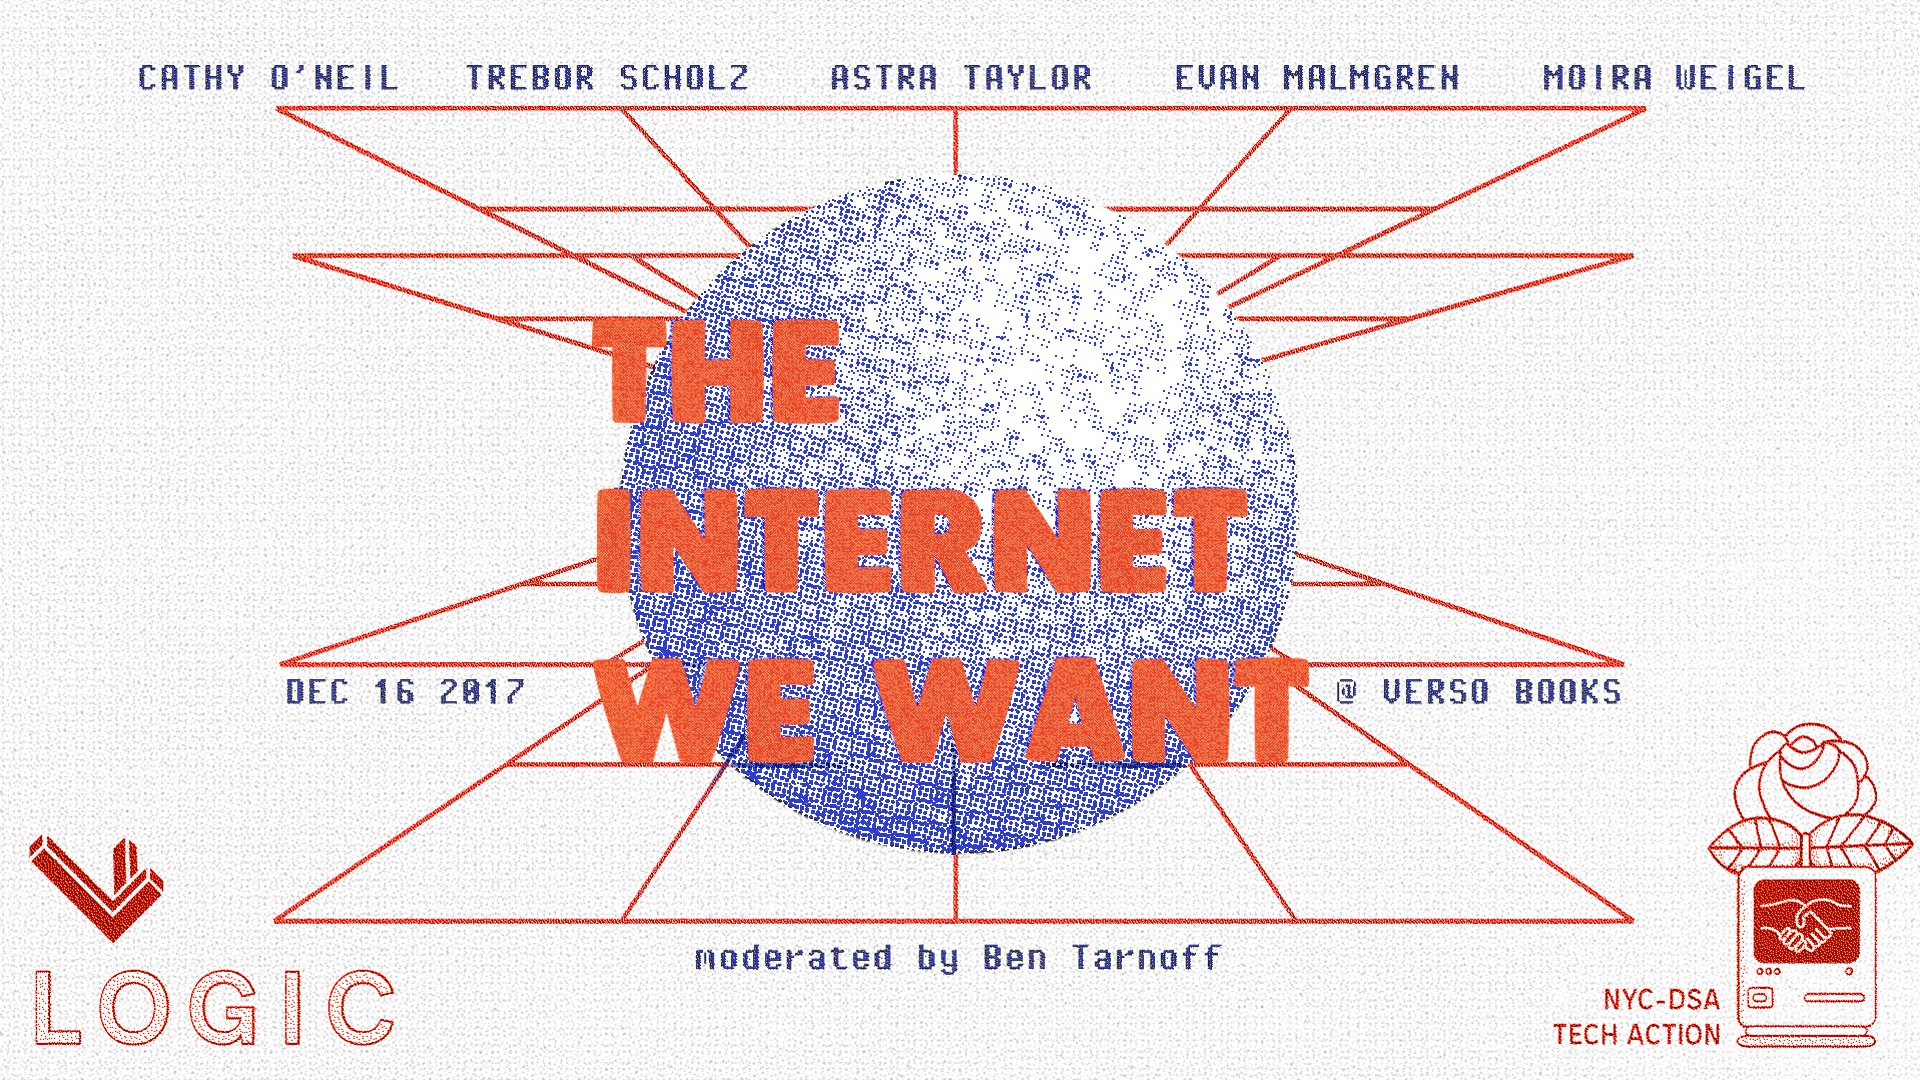 CATHY O'NEIL TREBOR SCHOLZ ASTRA TAYLOR EVAN MALMGREN MOIRA WEIGEL
THE
INTERNET
WE WANT
DEC 16 2017
@ VERSO BOOKS
moderated by Ben Tarnoff
LOGIC
NYC-DSA
TECH ACTION